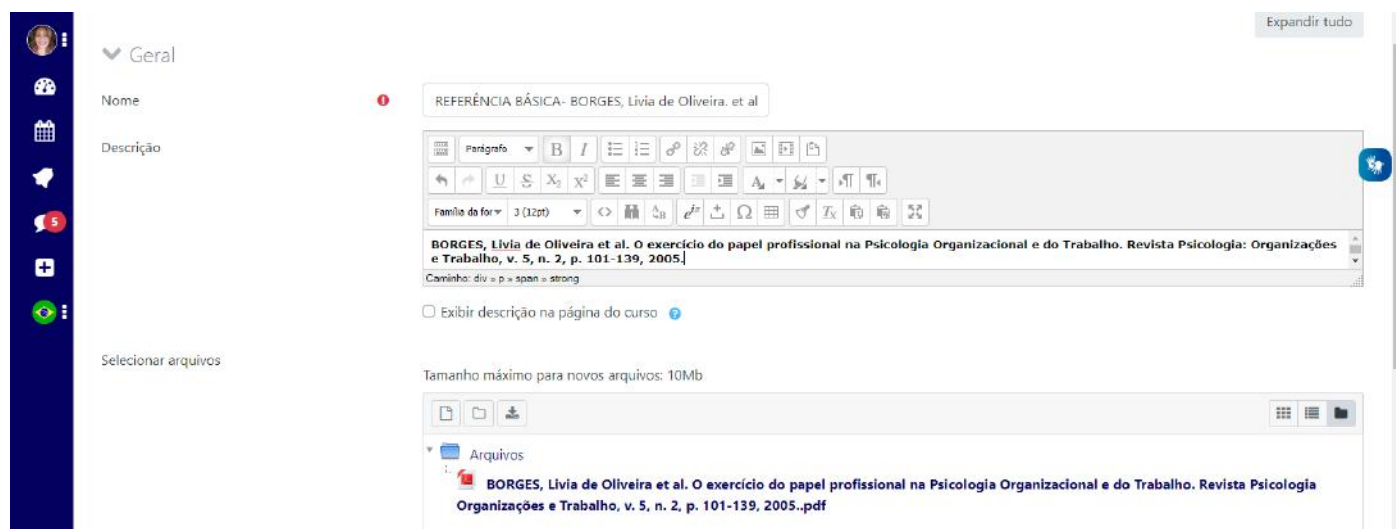 Expandir tudo
Geral
Nome
REFERÊNCIA BÁSICA- BORGES, Livia de Oliveira. et al
Descrição
Parágrafo
B I
U S X₂ X²
Família da for
3 (12pt)
BORGES, Livia de Oliveira et al. O exercício do papel profissional na Psicologia Organizacional e do Trabalho. Revista Psicologia: Organizações
e Trabalho, v. 5, n. 2, p. 101-139, 2005.
Caminho: div » p » span » strong
5
Exibir descrição na página do curso
Selecionar arquivos
Tamanho máximo para novos arquivos: 10Mb
Arquivos
BORGES, Livia de Oliveira et al. O exercício do papel profissional na Psicologia Organizacional e do Trabalho. Revista Psicologia
Organizações e Trabalho, v. 5, n. 2, p. 101-139, 2005..pdf